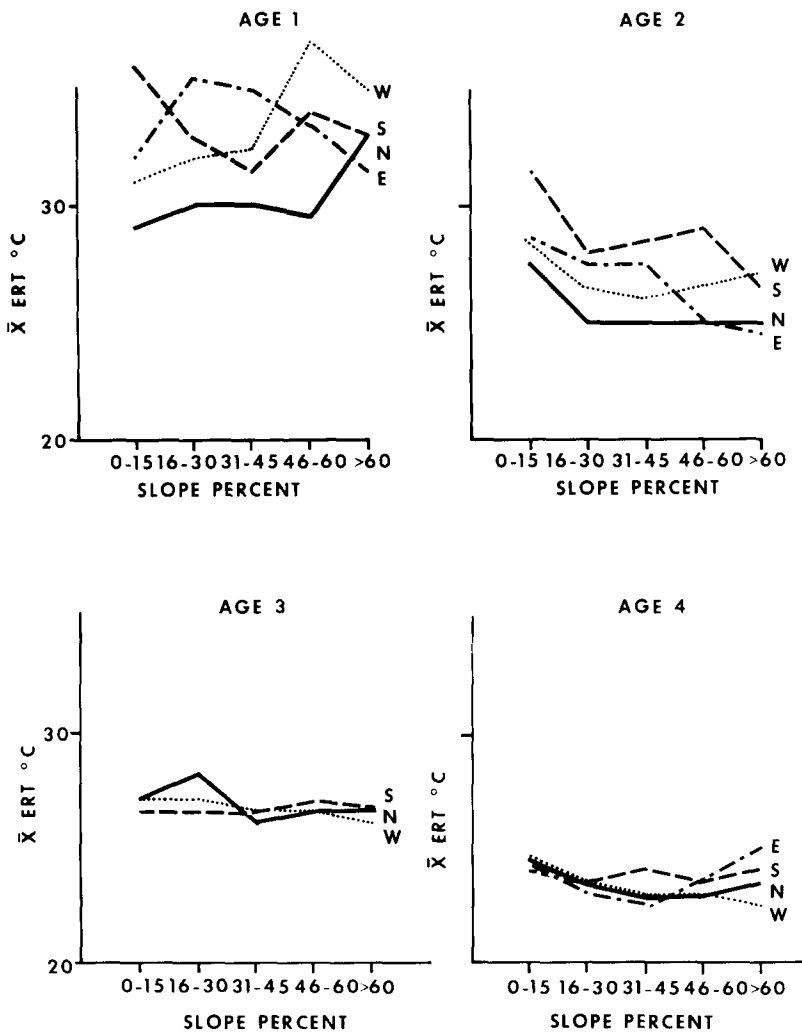 AGE 1
W
S
N
E
30
20
X̄ ERT °C
0-15 16-30 31-45 46-60 >60
SLOPE PERCENT
AGE 2
W
S
N
E
X̄ ERT °C
0-15 16-30 31-45 46-60 >60
SLOPE PERCENT
AGE 3
30
20
X̄ ERT °C
S
N
W
0-15 16-30 31-45 46-60 >60
SLOPE PERCENT
AGE 4
X̄ ERT °C
E
S
N
W
0-15 16-30 31-45 46-60 >60
SLOPE PERCENT